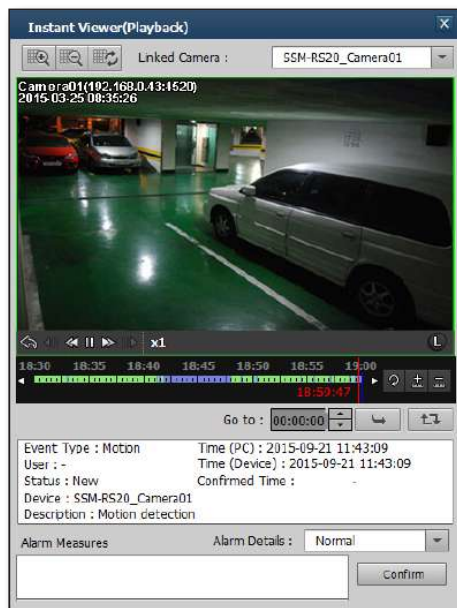 Instant Viewer(Playback)
Linked Camera : SSM-RS20_Camera01
Camera01(192.168.0.43:4520)
2015-03-25 08:35:26
x1 L
18:30 18:35 18:40 18:45 18:50 18:55 19:00
18:59:47
Go to : 00:00:00
Event Type : Motion Time (PC) : 2015-09-21 11:43:09
User : - Time (Device) : 2015-09-21 11:43:09
Status : New Confirmed Time : -
Device : SSM-RS20_Camera01
Description : Motion detection
Alarm Measures Alarm Details : Normal
Confirm